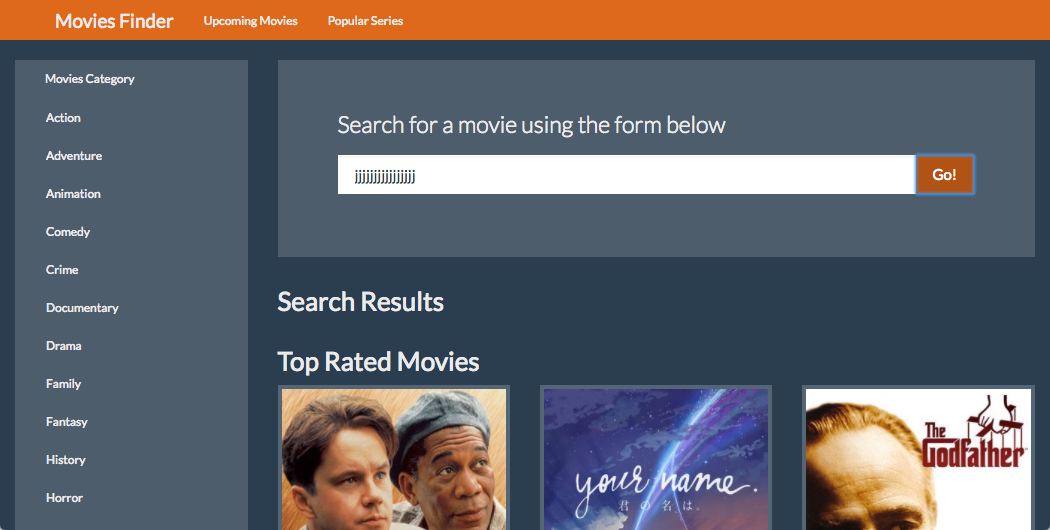 Movies Finder
Upcoming Movies
Popular Series
Movies Category
Action
Adventure
Animation
Comedy
Crime
Documentary
Drama
Family
Fantasy
History
Horror
Search for a movie using the form below
jjjjjjjjjjjjjjjj
Go!
Search Results
Top Rated Movies
your name.
君の名は。
The
Godfather